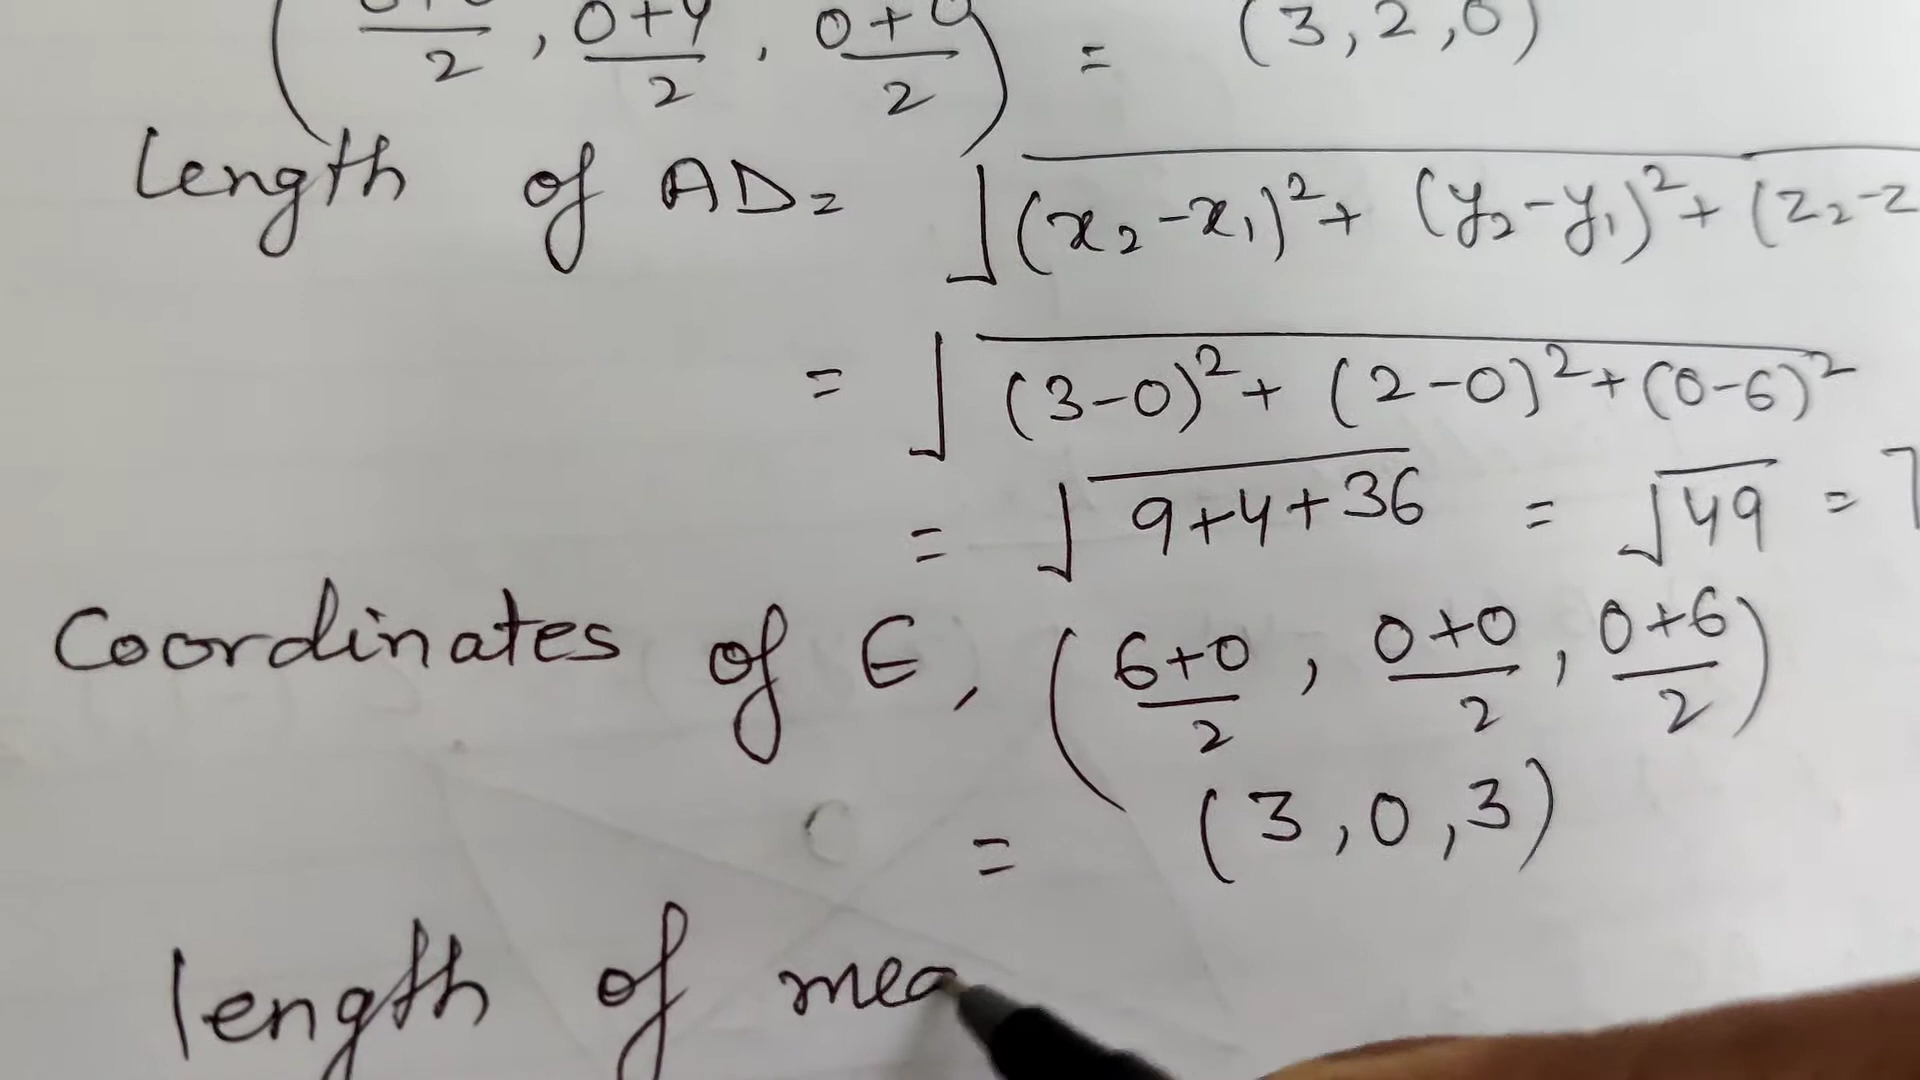 ( /2 , 0+4/2 , 0+0/2 ) = (3, 2, 0)
length of AD = √(x₂-x₁)²+ (y₂-y₁)²+ (z₂-z
= √(3-0)²+ (2-0)²+(0-6)²
= √9+4+36 = √49 = 7
Coordinates of E, ( 6+0/2 , 0+0/2 , 0+6/2 )
= (3, 0, 3)
length of